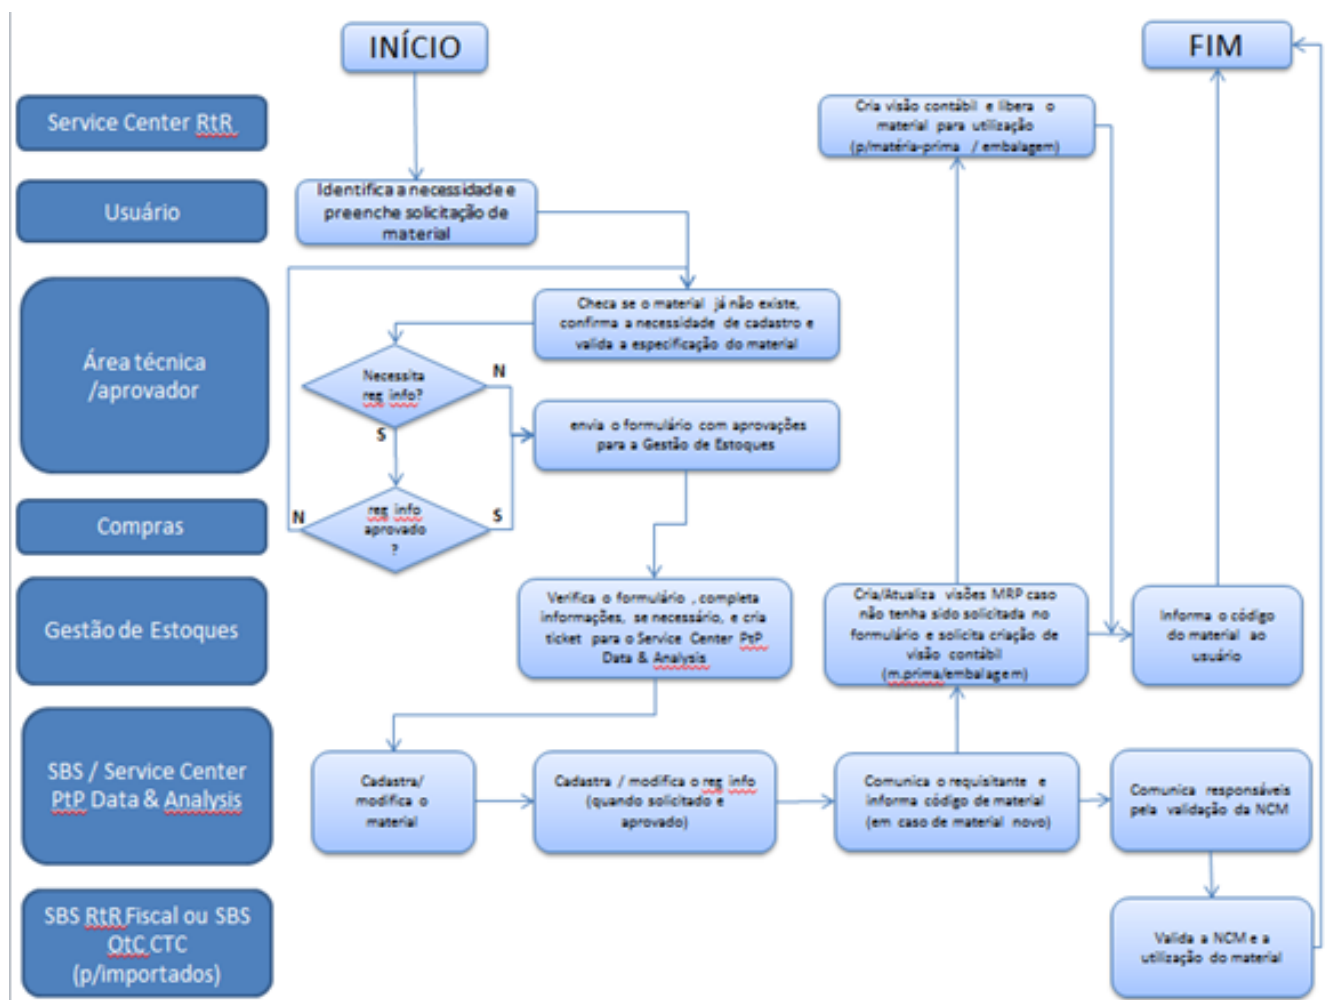 INÍCIO
FIM
Service Center RtR
Cria visão contábil e libera o
material para utilização
(p/matéria-prima / embalagem)
Usuário
Identifica a necessidade e
preenche solicitação de
material
Área técnica
/aprovador
Checa se o material já não existe,
confirma a necessidade de cadastro e
valida a especificação do material
Necessita
reg info?
N
S
envia o formulário com aprovações
para a Gestão de Estoques
Compras
N
reg info
aprovado
?
S
Gestão de Estoques
Verifica o formulário , completa
informações, se necessário, e cria
ticket para o Service Center PtP
Data & Analysis
Cria/Atualiza visões MRP caso
não tenha sido solicitada no
formulário e solicita criação de
visão contábil
(m.prima/embalagem)
Informa o código
do material ao
usuário
SBS / Service Center
PtP Data & Analysis
Cadastra/
modifica o
material
Cadastra / modifica o reg info
(quando solicitado e
aprovado)
Comunica o requisitante e
informa código de material
(em caso de material novo)
Comunica responsáveis
pela validação da NCM
SBS RtR Fiscal ou SBS
OtC CTC
(p/importados)
Valida a NCM e a
utilização do material